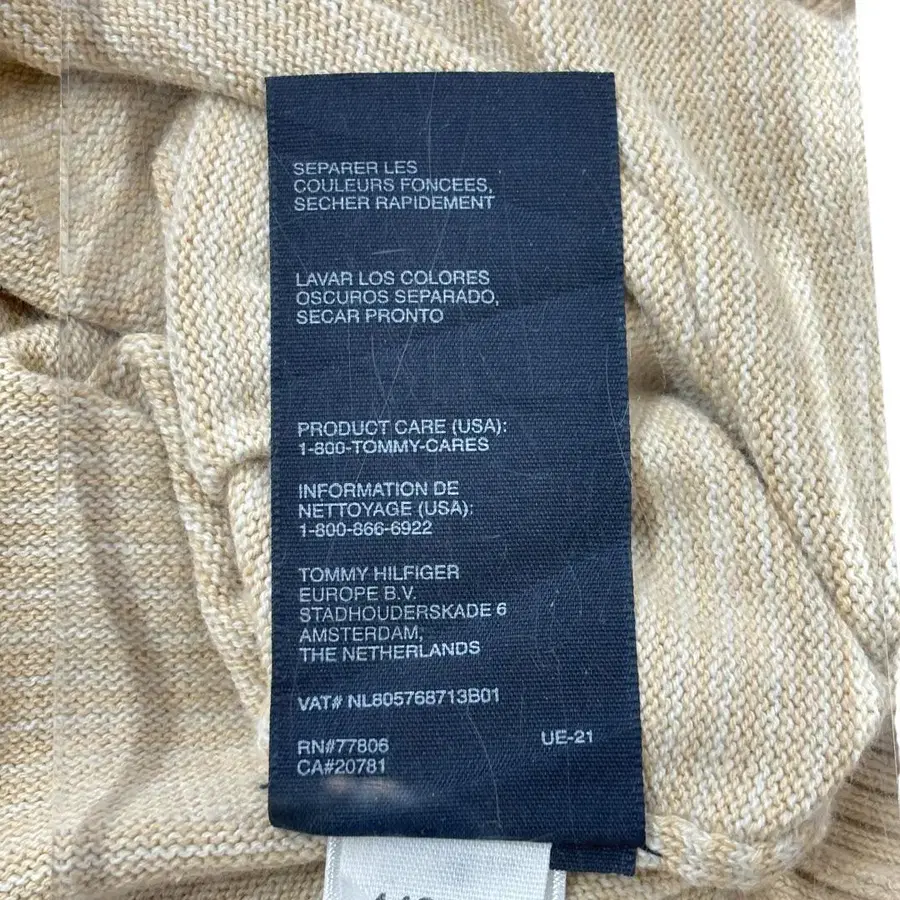 SEPARER LES
COULEURS FONCEES,
SECHER RAPIDEMENT
LAVAR LOS COLORES
OSCUROS SEPARADO,
SECAR PRONTO
PRODUCT CARE (USA):
1-800-TOMMY-CARES
INFORMATION DE
NETTOYAGE (USA):
1-800-866-6922
TOMMY HILFIGER
EUROPE B.V.
STADHOUDERSKADE 6
AMSTERDAM,
THE NETHERLANDS
VAT# NL805768713B01
RN#77806 UE-21
CA#20781